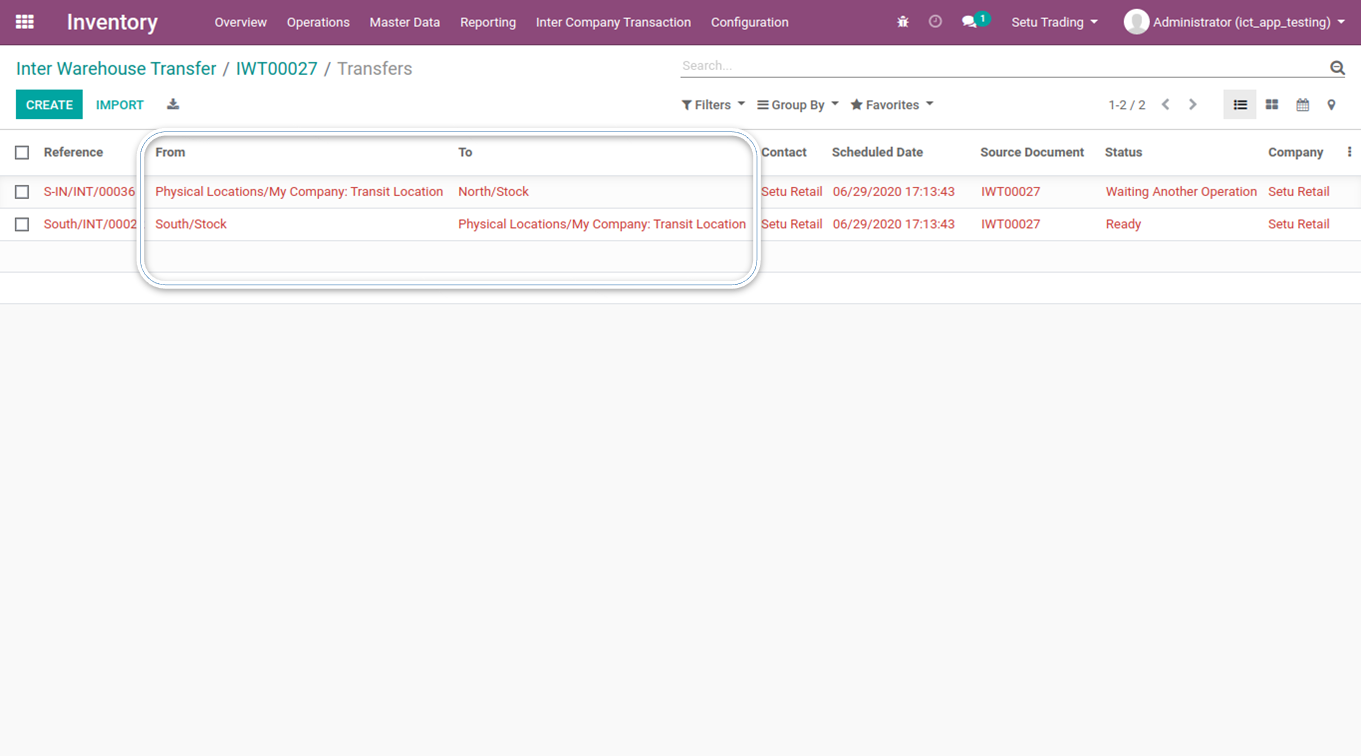 Inventory Overview Operations Master Data Reporting Inter Company Transaction Configuration 1 Setu Trading Administrator (ict_app_testing)
Inter Warehouse Transfer / IWT00027 / Transfers Search...
CREATE IMPORT Filters Group By Favorites 1-2 / 2
Reference From To Contact Scheduled Date Source Document Status Company
S-IN/INT/00036 Physical Locations/My Company: Transit Location North/Stock Setu Retail 06/29/2020 17:13:43 IWT00027 Waiting Another Operation Setu Retail
South/INT/0002 South/Stock Physical Locations/My Company: Transit Location Setu Retail 06/29/2020 17:13:43 IWT00027 Ready Setu Retail